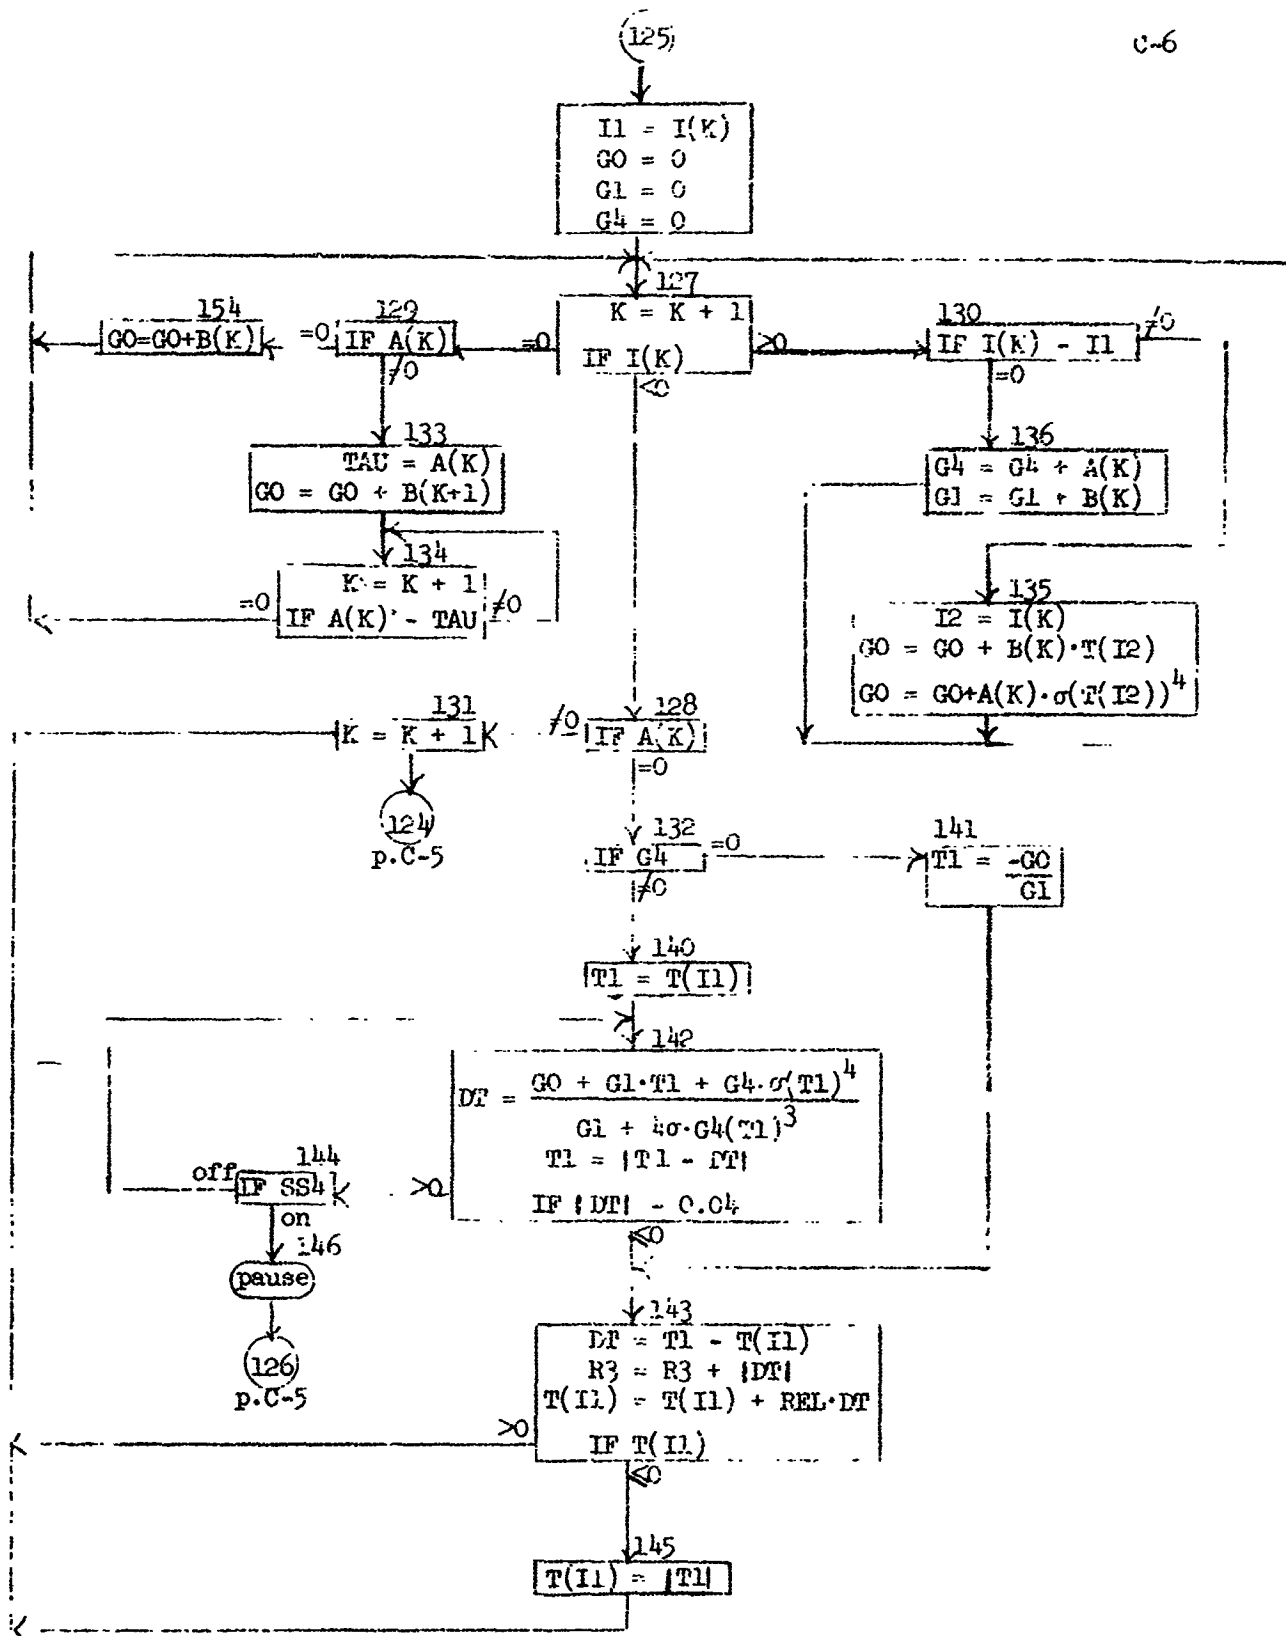 125
C-6
I1 = I(K)
G0 = 0
G1 = 0
G4 = 0
127
K = K + 1
IF I(K)
=0
>0
<0
129
IF A(K)
=0
≠0
154
G0=G0+B(K)
130
IF I(K) - I1
≠0
=0
133
TAU = A(K)
G0 = G0 + B(K+1)
134
K = K + 1
IF A(K) - TAU
=0
≠0
136
G4 = G4 + A(K)
G1 = G1 + B(K)
135
I2 = I(K)
G0 = G0 + B(K)·T(I2)
G0 = G0+A(K)·σ(T(I2))⁴
131
K = K + 1
≠0
128
IF A(K)
=0
124
p.C-5
132
IF G4
=0
≠0
141
T1 = -G0
G1
140
T1 = T(I1)
142
DT = G0 + G1·T1 + G4·σ(T1)⁴
G1 + 4σ·G4(T1)³
T1 = |T1 - DT|
IF |DT| - 0.04
>0
≤0
144
off
IF SS4
on
146
pause
126
p.C-5
143
DT = T1 - T(I1)
R3 = R3 + |DT|
T(I1) = T(I1) + REL·DT
IF T(I1)
>0
≤0
145
T(I1) = |T1|